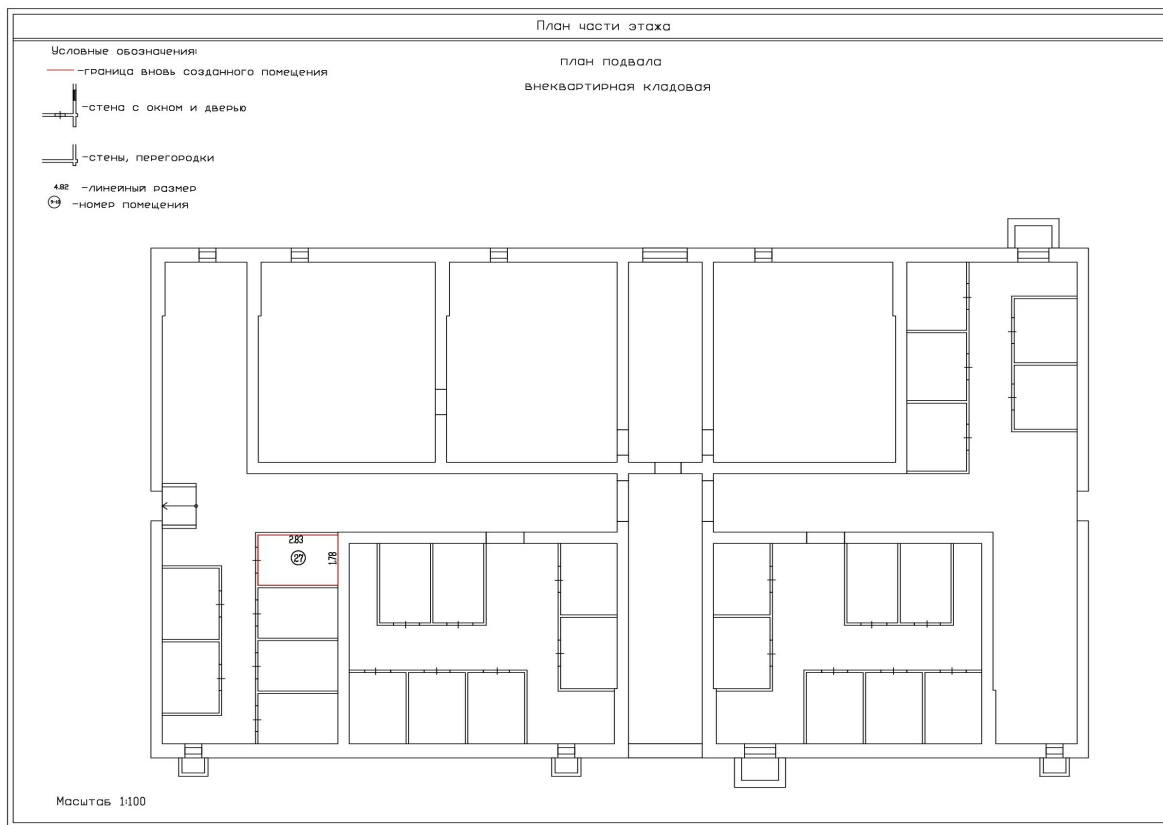 План части этажа
Условные обозначения:
план подвала
-граница вновь созданного помещения
внеквартирная кладовая
-стена с окном и дверью
-стены, перегородки
4.82 -линейный размер
-номер помещения
2.83
27
1.78
Масштаб 1:100